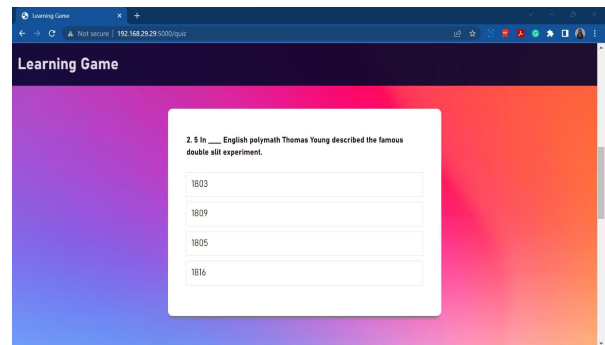 Learning Game
Not secure | 192.168.29.29:5000/quiz
Learning Game
2. 5 In ___ English polymath Thomas Young described the famous
double slit experiment.
1803
1809
1805
1816